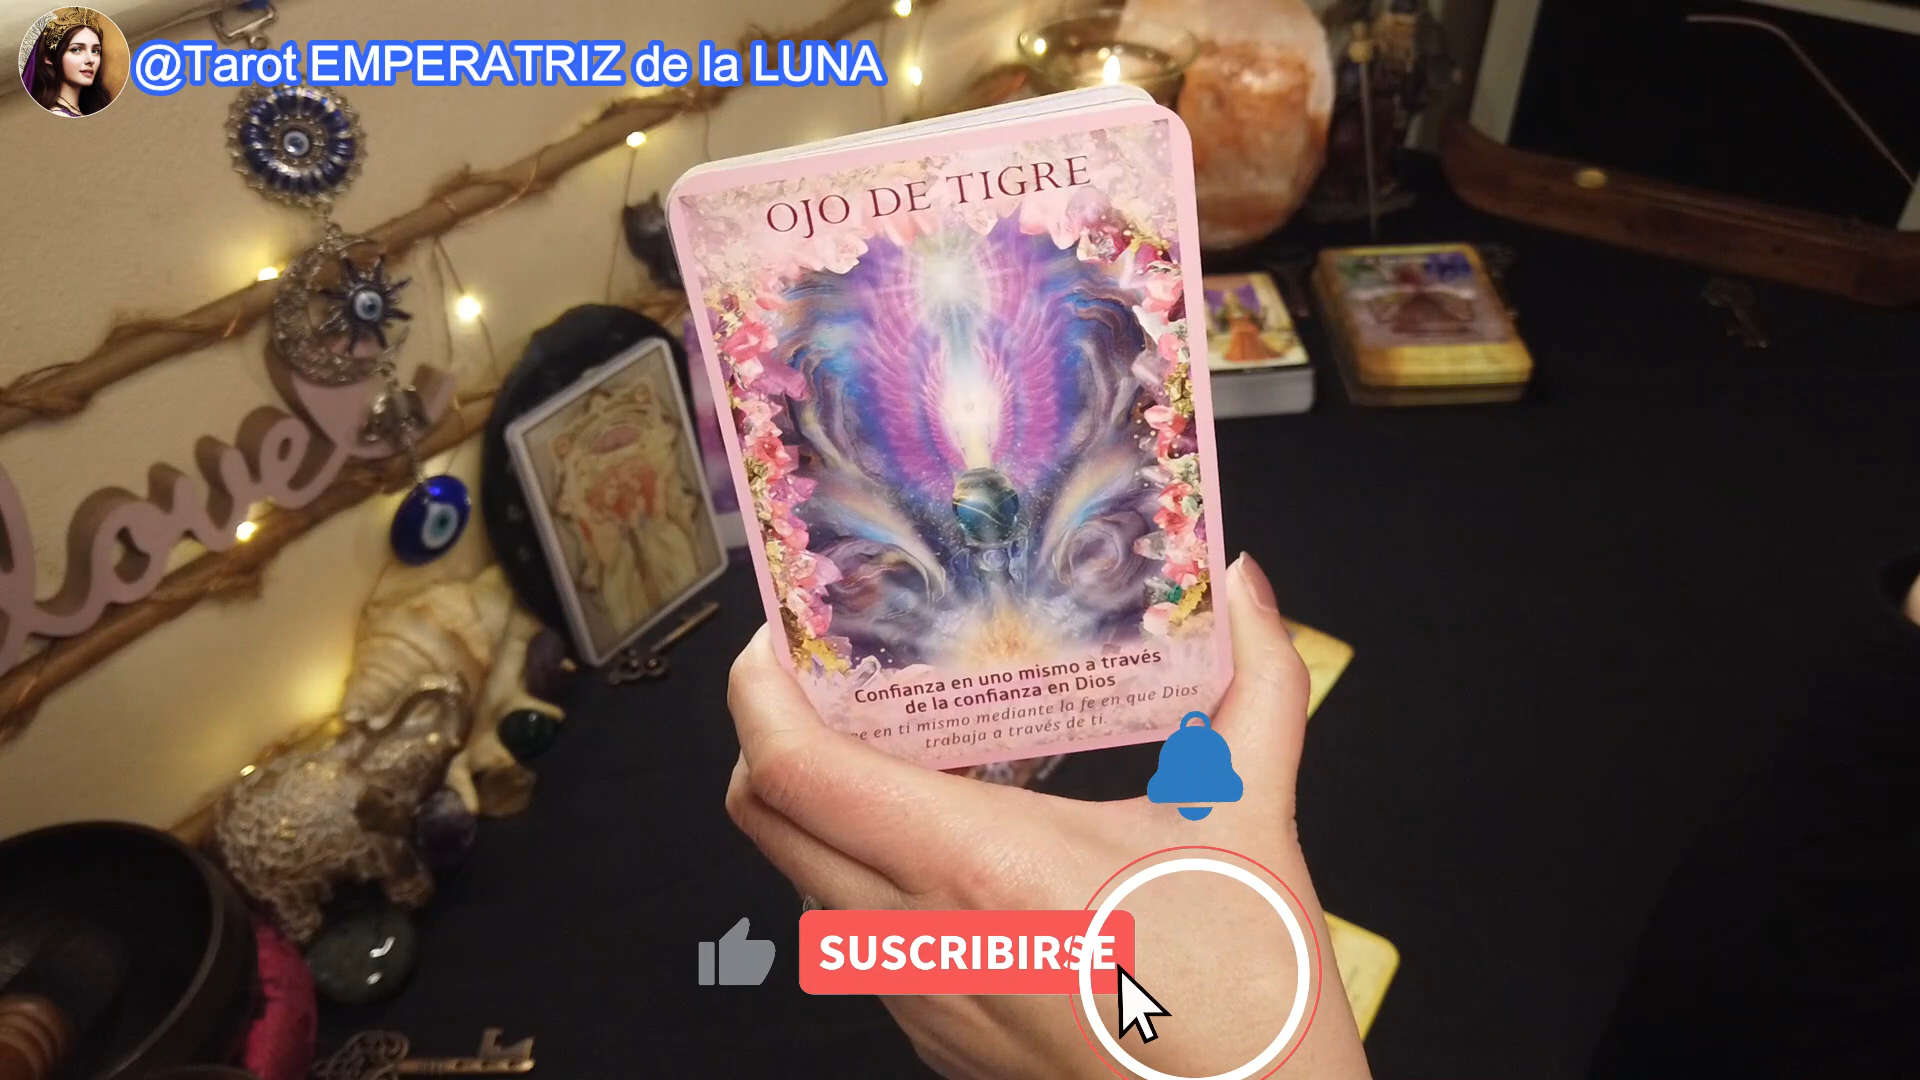 @Tarot EMPERATRIZ de la LUNA
OJO DE TIGRE
love
Confianza en uno mismo a través
de la confianza en Dios
en ti mismo mediante la fe en que Dios
trabaja a través de ti.
SUSCRIBIRSE